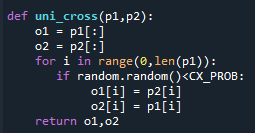 def uni_cross(p1,p2):
    o1 = p1[:]
    o2 = p2[:]
    for i in range(0,len(p1)):
        if random.random()<CX_PROB:
            o1[i] = p2[i]
            o2[i] = p1[i]
    return o1,o2